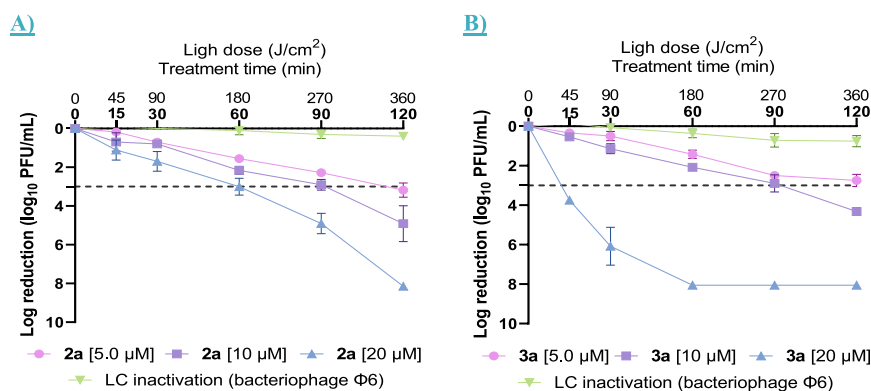 A)
Ligh dose (J/cm2)
Treatment time (min)
0 45 90 180 270 360
0 15 30 60 90 120
0
2
4
6
8
10
Log reduction (log10 PFU/mL)
2a [5.0 µM] 2a [10 µM] 2a [20 µM]
LC inactivation (bacteriophage Φ6)
B)
Ligh dose (J/cm2)
Treatment time (min)
0 45 90 180 270 360
0 15 30 60 90 120
0
2
4
6
8
10
Log reduction (log10 PFU/mL)
3a [5.0 µM] 3a [10 µM] 3a [20 µM]
LC inactivation (bacteriophage Φ6)